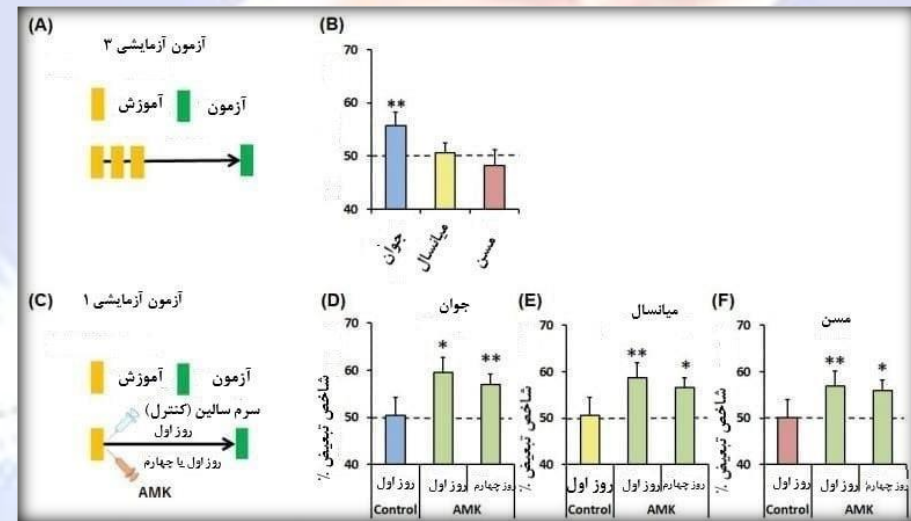 (A)
آزمون آزمایشی ۳
آموزش
آزمون
(B)
70
60
50
40
**
جوان
میانسال
مسن
(C)
آزمون آزمایشی ۱
آموزش
آزمون
سرم سالین (کنترل)
روز اول
روز اول یا چهارم
AMK
(D)
جوان
شاخص تبعیض %
70
60
50
40
*
**
روز اول
روز اول
روز چهارم
Control
AMK
(E)
میانسال
شاخص تبعیض %
70
60
50
40
**
*
روز اول
روز اول
روز چهارم
Control
AMK
(F)
مسن
شاخص تبعیض %
70
60
50
40
**
*
روز اول
روز اول
روز چهارم
Control
AMK